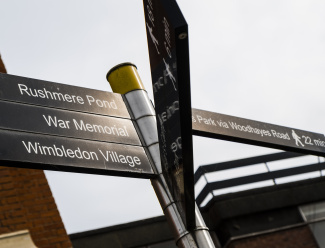 Rushmere Pond
War Memorial
Wimbledon Village
Park via Woodhayes Road
22 min